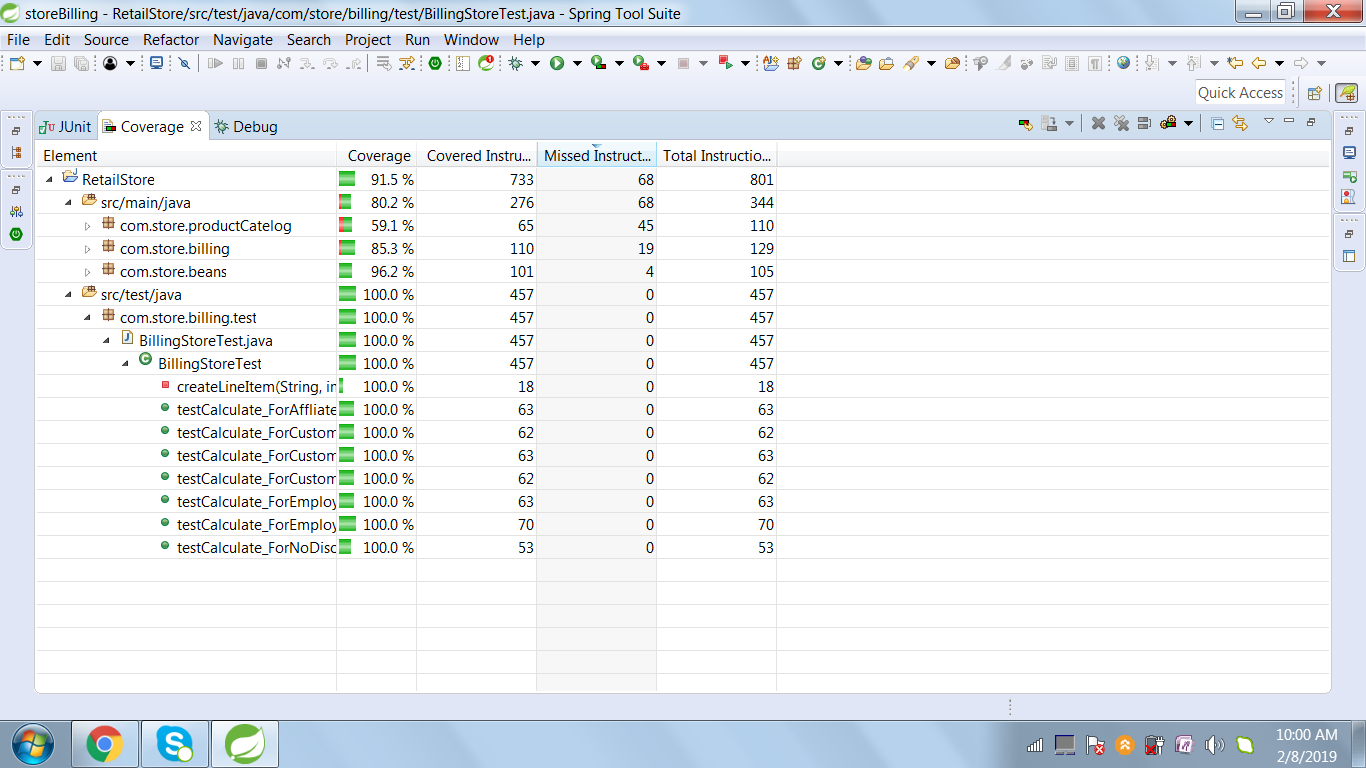 storeBilling - RetailStore/src/test/java/com/store/billing/test/BillingStoreTest.java - Spring Tool Suite
File Edit Source Refactor Navigate Search Project Run Window Help
Quick Access
JUnit Coverage Debug
Element Coverage Covered Instru... Missed Instruct... Total Instructio...
RetailStore 91.5 % 733 68 801
src/main/java 80.2 % 276 68 344
com.store.productCatelog 59.1 % 65 45 110
com.store.billing 85.3 % 110 19 129
com.store.beans 96.2 % 101 4 105
src/test/java 100.0 % 457 0 457
com.store.billing.test 100.0 % 457 0 457
BillingStoreTest.java 100.0 % 457 0 457
BillingStoreTest 100.0 % 457 0 457
createLineItem(String, in 100.0 % 18 0 18
testCalculate_ForAffliate 100.0 % 63 0 63
testCalculate_ForCustom 100.0 % 62 0 62
testCalculate_ForCustom 100.0 % 63 0 63
testCalculate_ForCustom 100.0 % 62 0 62
testCalculate_ForEmploy 100.0 % 63 0 63
testCalculate_ForEmploy 100.0 % 70 0 70
testCalculate_ForNoDisc 100.0 % 53 0 53
10:00 AM
2/8/2019